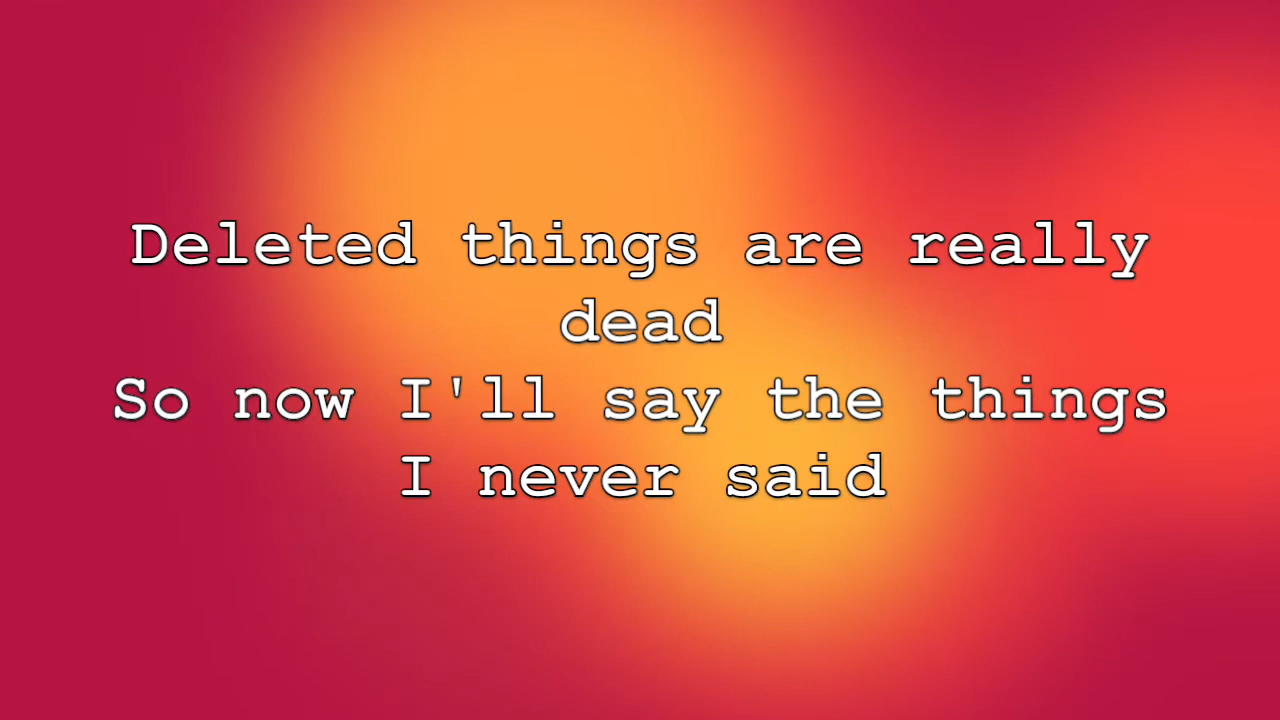 Deleted things are really
dead
So now I'll say the things
I never said